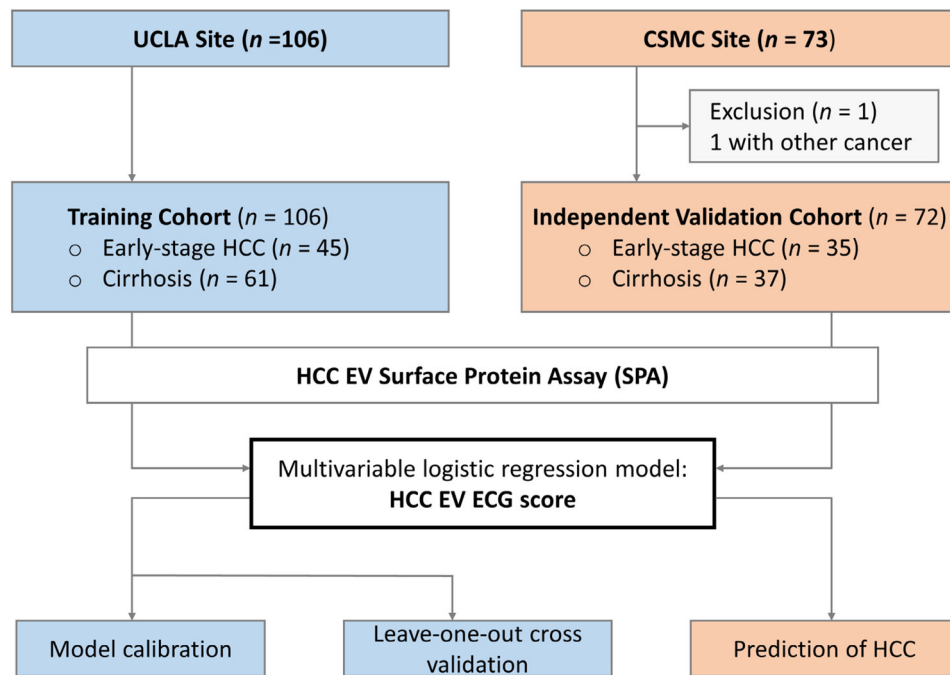 UCLA Site (n =106)
CSMC Site (n = 73)
Exclusion (n = 1)
1 with other cancer
Training Cohort (n = 106)
o Early-stage HCC (n = 45)
o Cirrhosis (n = 61)
Independent Validation Cohort (n = 72)
o Early-stage HCC (n = 35)
o Cirrhosis (n = 37)
HCC EV Surface Protein Assay (SPA)
Multivariable logistic regression model:
HCC EV ECG score
Model calibration
Leave-one-out cross
validation
Prediction of HCC